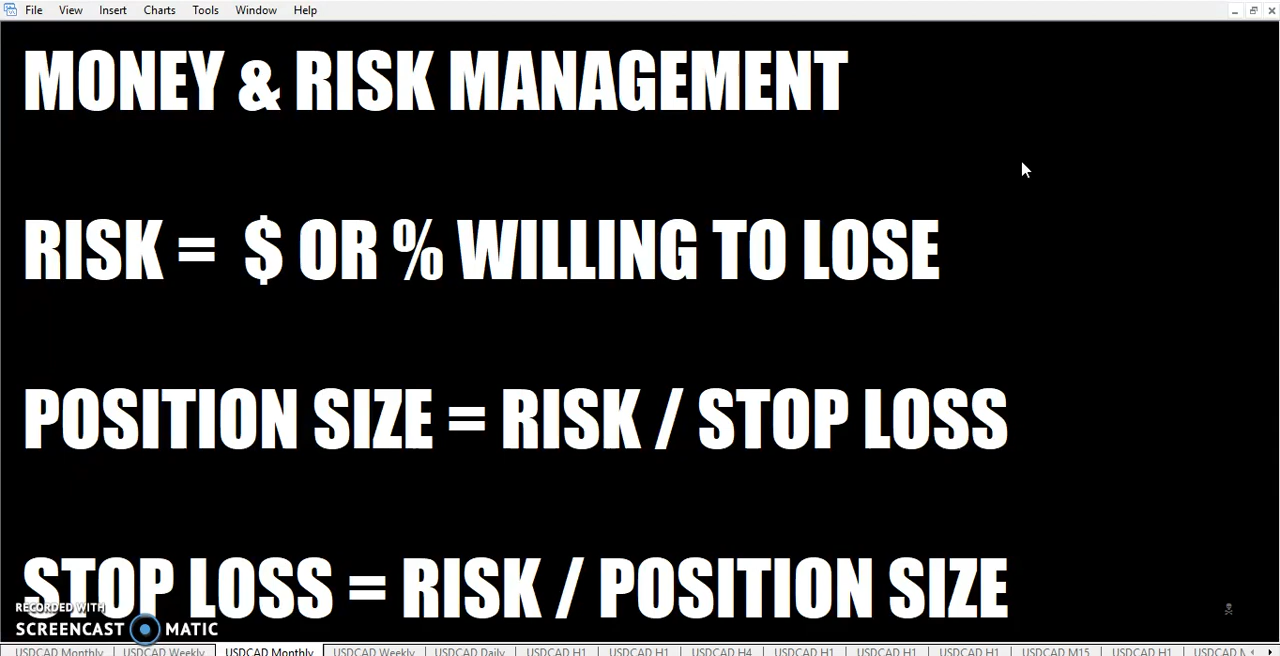 File View Insert Charts Tools Window Help
MONEY & RISK MANAGEMENT
RISK = $ OR % WILLING TO LOSE
POSITION SIZE = RISK / STOP LOSS
STOP LOSS = RISK / POSITION SIZE
RECORDED WITH
SCREENCAST MATIC
USDCAD Monthly USDCAD Weekly USDCAD Monthly USDCAD Weekly USDCAD Daily USDCAD H1 USDCAD H1 USDCAD H4 USDCAD H1 USDCAD H1 USDCAD H1 USDCAD M15 USDCAD H1 USDCAD M